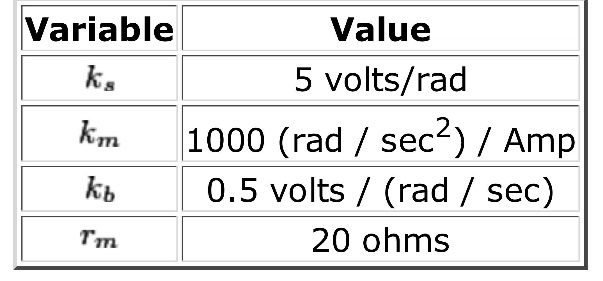 Variable Value
kₛ 5 volts/rad
kₘ 1000 (rad / sec²) / Amp
k_b 0.5 volts / (rad / sec)
rₘ 20 ohms